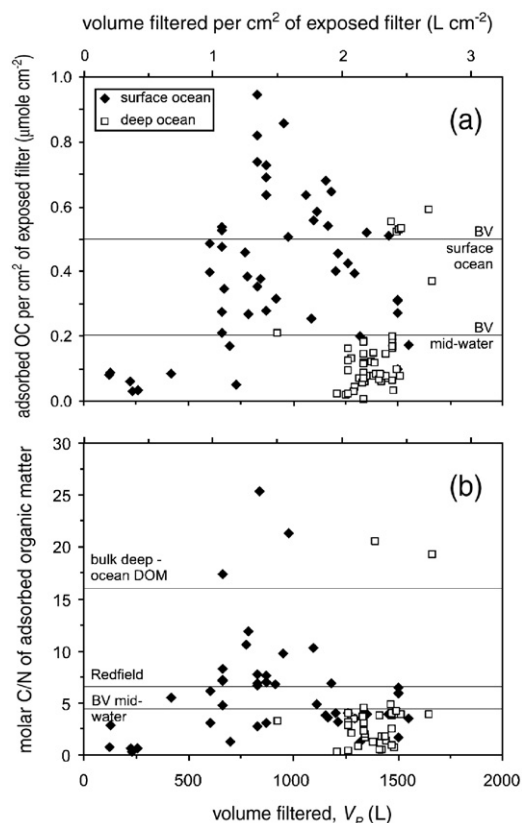 volume filtered per cm² of exposed filter (L cm⁻²)
0 1 2 3
1.0
0.8
0.6
0.4
0.2
0.0
adsorbed OC per cm² of exposed filter (μmole cm⁻²)
surface ocean
deep ocean
(a)
BV
surface
ocean
BV
mid-water
30
25
20
15
10
5
0
molar C/N of adsorbed organic matter
(b)
bulk deep -
ocean DOM
Redfield
BV mid-
water
0 500 1000 1500 2000
volume filtered, V_P (L)